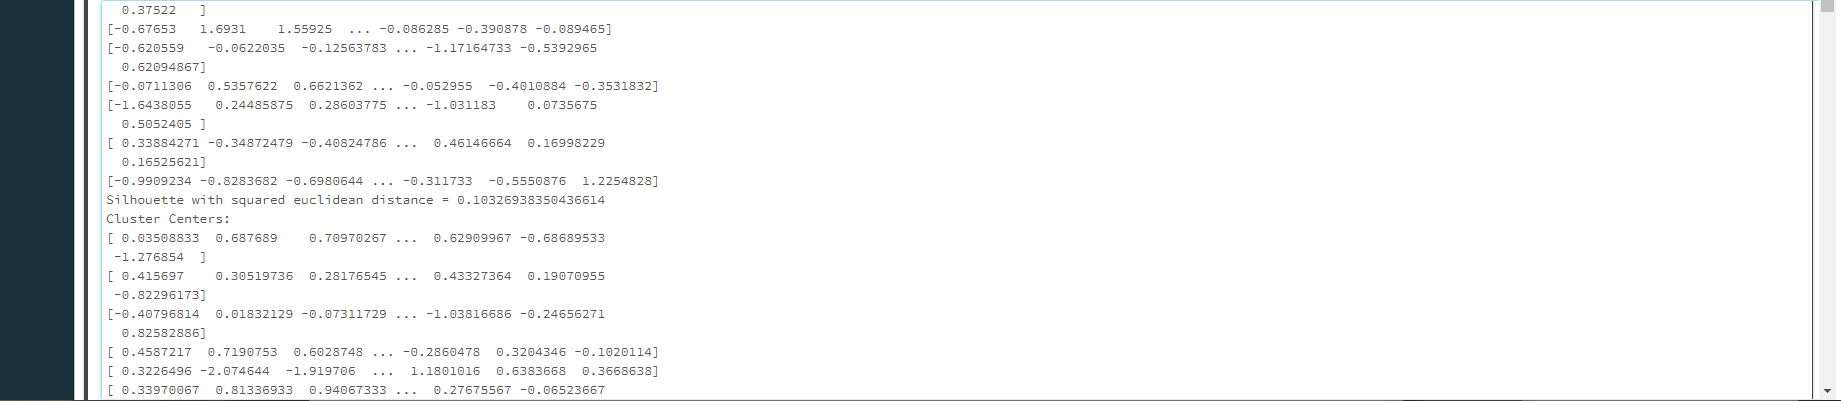 0.37522   ]
[-0.67653   1.6931    1.55925  ... -0.086285 -0.390878 -0.089465]
[-0.620559   -0.0622035  -0.12563783 ... -1.17164733 -0.5392965
0.62094867]
[-0.0711306  0.5357622  0.6621362 ... -0.052955  -0.4010884 -0.3531832]
[-1.6438055   0.24485875  0.28603775 ... -1.031183    0.0735675
0.5052405 ]
[ 0.33884271 -0.34872479 -0.40824786 ...  0.46146664  0.16998229
0.16525621]
[-0.9909234 -0.8283682 -0.6980644 ... -0.311733  -0.5550876  1.2254828]
Silhouette with squared euclidean distance = 0.10326938350436614
Cluster Centers:
[ 0.03508833  0.687689    0.70970267 ...  0.62909967 -0.68689533
-1.276854  ]
[ 0.415697    0.30519736  0.28176545 ...  0.43327364  0.19070955
-0.82296173]
[-0.40796814  0.01832129 -0.07311729 ... -1.03816686 -0.24656271
0.82582886]
[ 0.4587217  0.7190753  0.6028748 ... -0.2860478  0.3204346 -0.1020114]
[ 0.3226496 -2.074644  -1.919706  ...  1.1801016  0.6383668  0.3668638]
[ 0.33970067  0.81336933  0.94067333 ...  0.27675567 -0.06523667